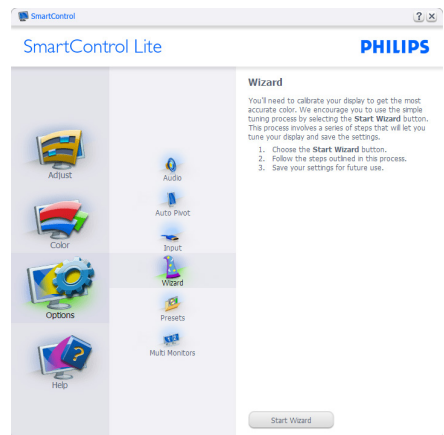 SmartControl
SmartControl Lite
PHILIPS
Adjust
Color
Options
Help
Audio
Auto Pivot
Input
Wizard
Presets
Multi Monitors
Wizard
You'll need to calibrate your display to get the most
accurate color. We encourage you to use the simple
tuning process by selecting the Start Wizard button.
This process involves a series of steps that will let you
tune your display and save the settings.
1. Choose the Start Wizard button.
2. Follow the steps outlined in this process.
3. Save your settings for future use.
Start Wizard